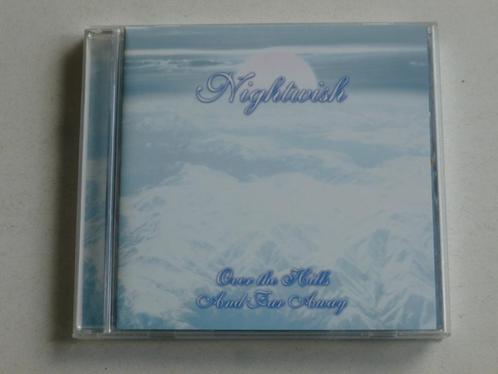 Nightwish
Over the Hills
And Far Away